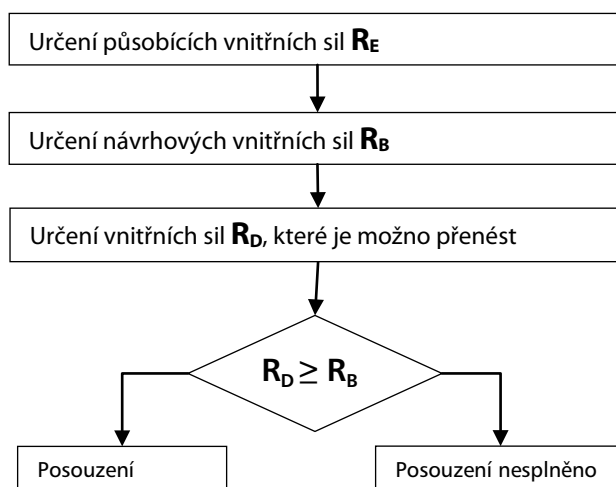 Určení působících vnitřních sil RE
Určení návrhových vnitřních sil RB
Určení vnitřních sil RD, které je možno přenést
RD ≥ RB
Posouzení
Posouzení nesplněno